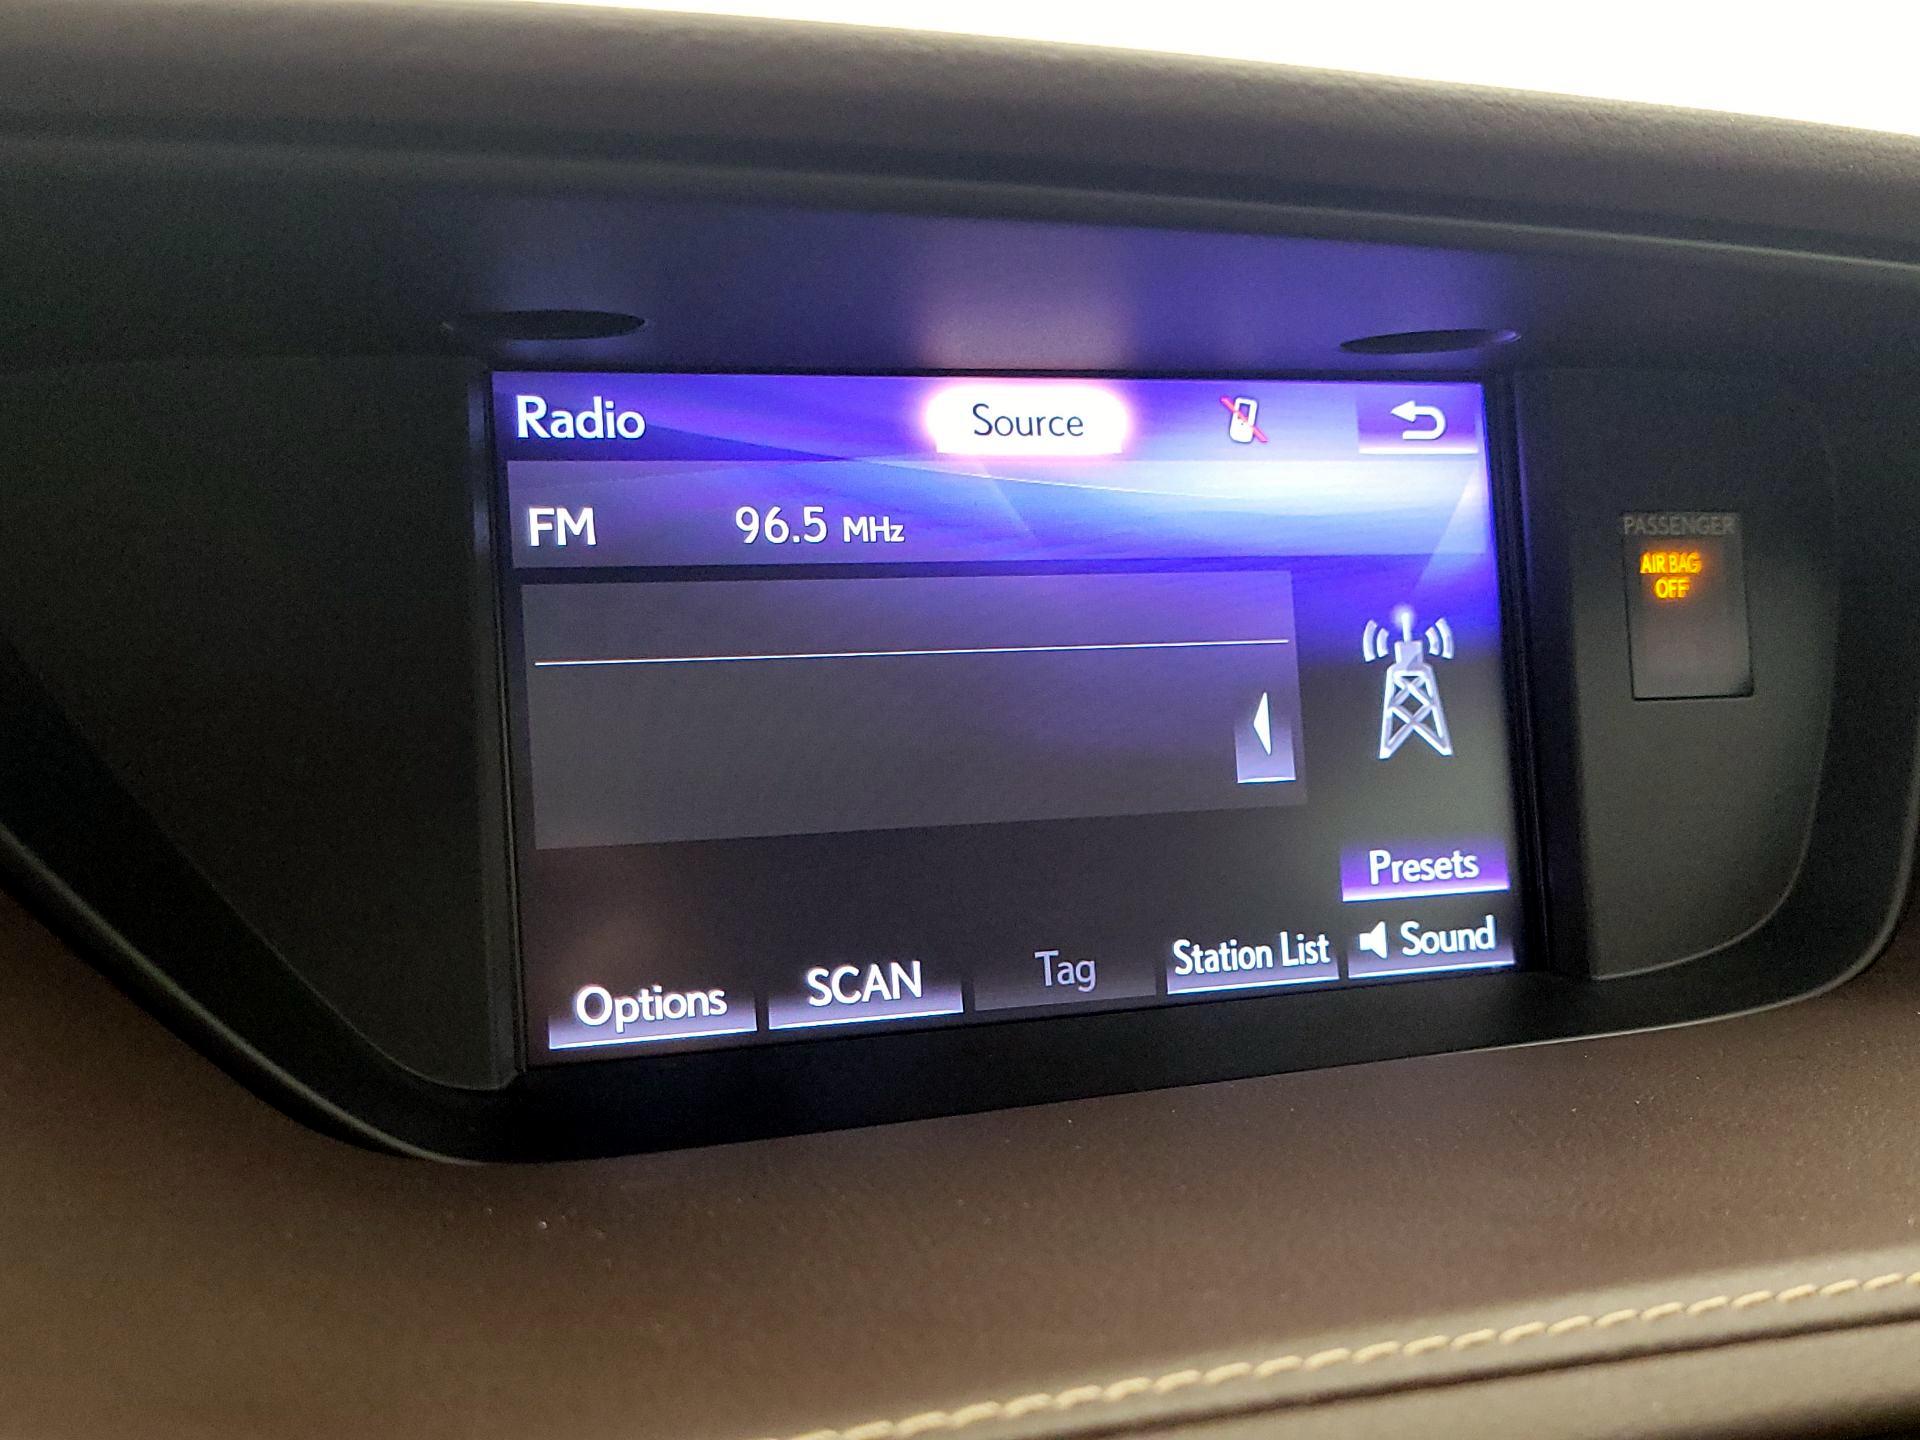 Radio
Source
FM 96.5 MHz
PASSENGER
AIR BAG
OFF
Presets
Options
SCAN
Tag
Station List
Sound